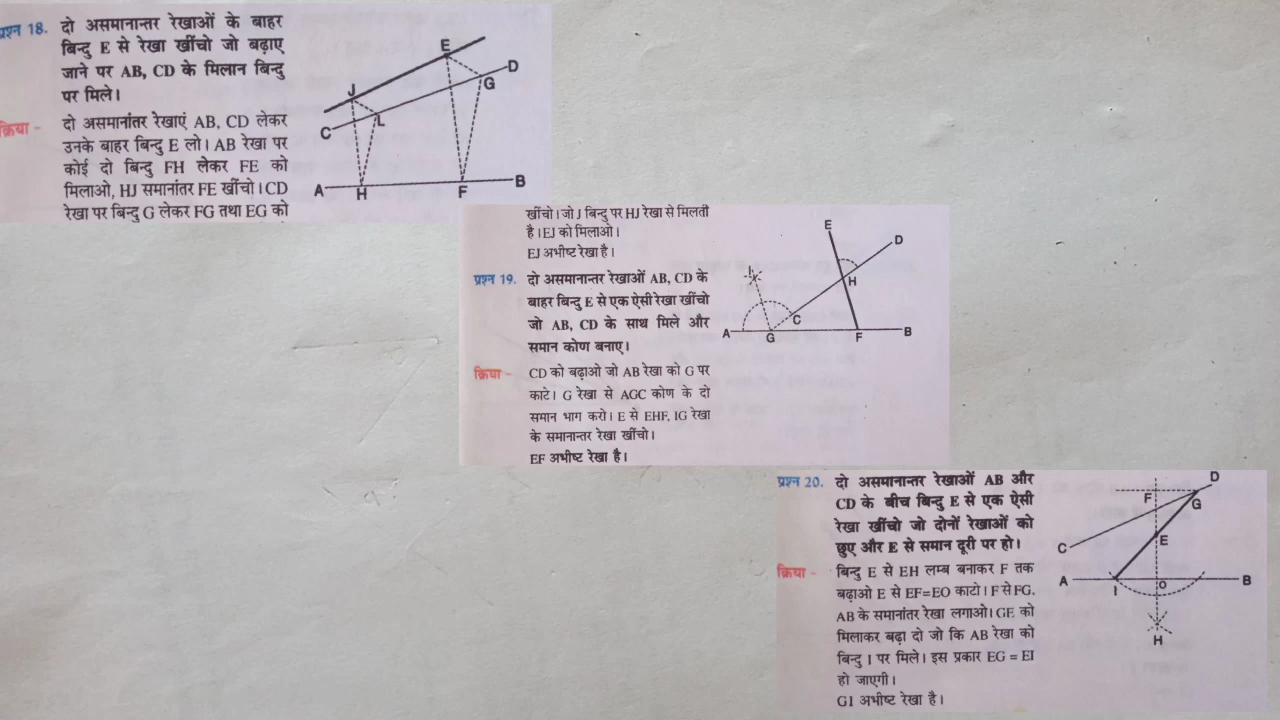 प्रश्न 18. दो असमानान्तर रेखाओं के बाहर
बिन्दु E से रेखा खींचो जो बढ़ाए
जाने पर AB, CD के मिलान बिन्दु
पर मिले।
क्रिया - दो असमानांतर रेखाएं AB, CD लेकर
उनके बाहर बिन्दु E लो। AB रेखा पर
कोई दो बिन्दु FH लेकर FE को
मिलाओ, HJ समानांतर FE खींचो। CD
रेखा पर बिन्दु G लेकर FG तथा EG को
E
D
G
J
L
C
A
H
F
B
खींचो। जो J बिन्दु पर HJ रेखा से मिलती
है। EJ को मिलाओ।
EJ अभीष्ट रेखा है।
प्रश्न 19. दो असमानान्तर रेखाओं AB, CD के
बाहर बिन्दु E से एक ऐसी रेखा खींचो
जो AB, CD के साथ मिले और
समान कोण बनाए।
क्रिया - CD को बढ़ाओ जो AB रेखा को G पर
काटे। G रेखा से AGC कोण के दो
समान भाग करो। E से EHF, IG रेखा
के समानान्तर रेखा खींचो।
EF अभीष्ट रेखा है।
E
D
I
H
C
A
G
F
B
प्रश्न 20. दो असमानान्तर रेखाओं AB और
CD के बीच बिन्दु E से एक ऐसी
रेखा खींचो जो दोनों रेखाओं को
छुए और E से समान दूरी पर हो।
क्रिया - बिन्दु E से EH लम्ब बनाकर F तक
बढ़ाओ E से EF=EO काटो। F से FG,
AB के समानांतर रेखा लगाओ। GE को
मिलाकर बढ़ा दो जो कि AB रेखा को
बिन्दु I पर मिले। इस प्रकार EG = EI
हो जाएगी।
GI अभीष्ट रेखा है।
D
F
G
E
C
A
I
O
B
H